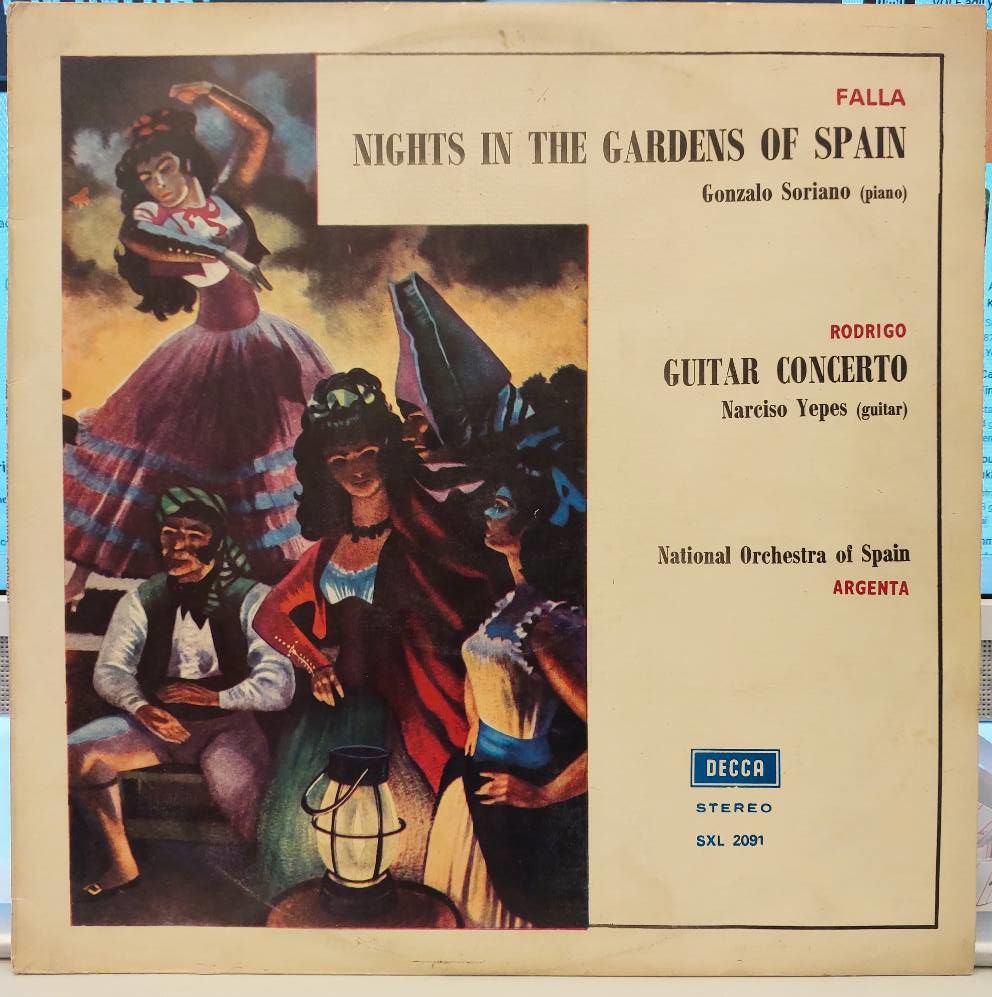 FALLA
NIGHTS IN THE GARDENS OF SPAIN
Gonzalo Soriano (piano)
RODRIGO
GUITAR CONCERTO
Narciso Yepes (guitar)
National Orchestra of Spain
ARGENTA
DECCA
STEREO
SXL 2091